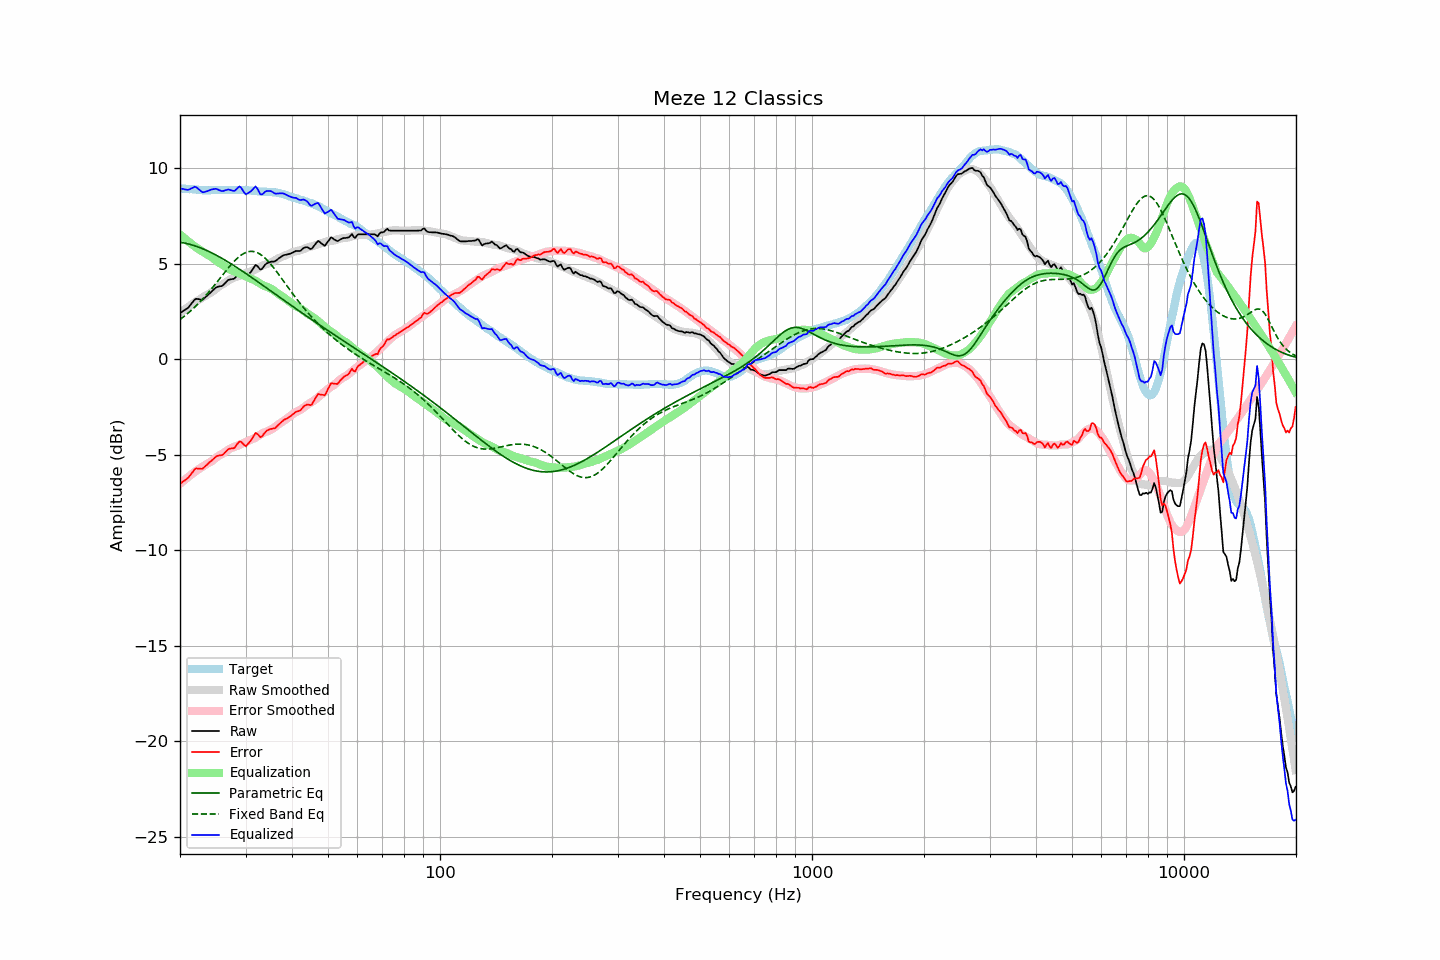 Meze 12 Classics
Amplitude (dBr)
10
5
0
−5
−10
−15
−20
−25
Target
Raw Smoothed
Error Smoothed
Raw
Error
Equalization
Parametric Eq
Fixed Band Eq
Equalized
100
1000
10000
Frequency (Hz)